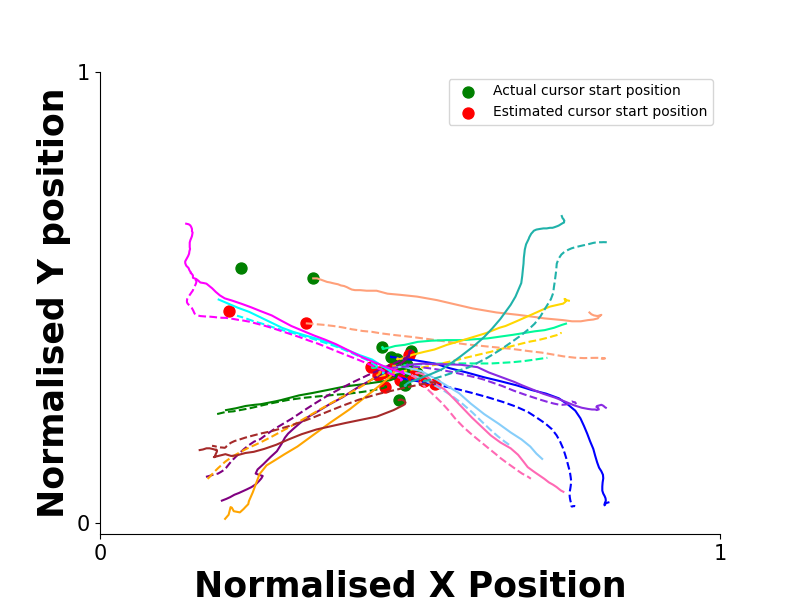 1
Actual cursor start position
Estimated cursor start position
Normalised Y position
0
0
1
Normalised X Position